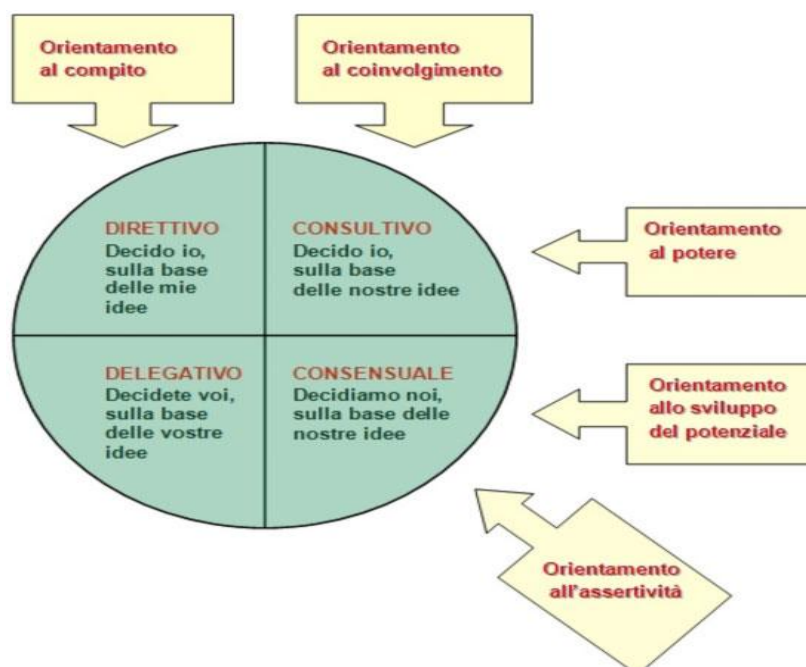 Orientamento
al compito
Orientamento
al coinvolgimento
DIRETTIVO
Decido io,
sulla base
delle mie
idee
CONSULTIVO
Decido io,
sulla base
delle nostre idee
Orientamento
al potere
DELEGATIVO
Decidete voi,
sulla base
delle vostre
idee
CONSENSUALE
Decidiamo noi,
sulla base delle
nostre idee
Orientamento
allo sviluppo
del potenziale
Orientamento
all'assertività